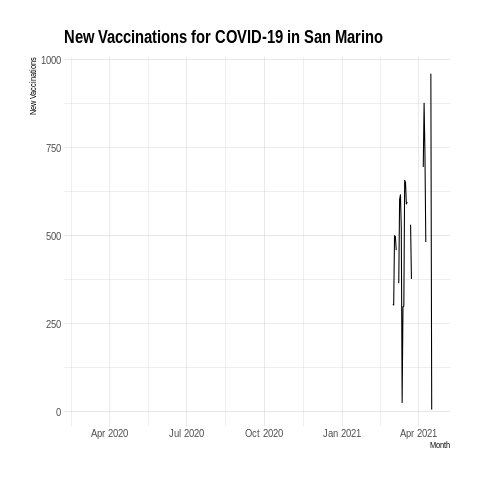 New Vaccinations for COVID-19 in San Marino
New Vaccinations
1000
750
500
250
0
Apr 2020 Jul 2020 Oct 2020 Jan 2021 Apr 2021
Month